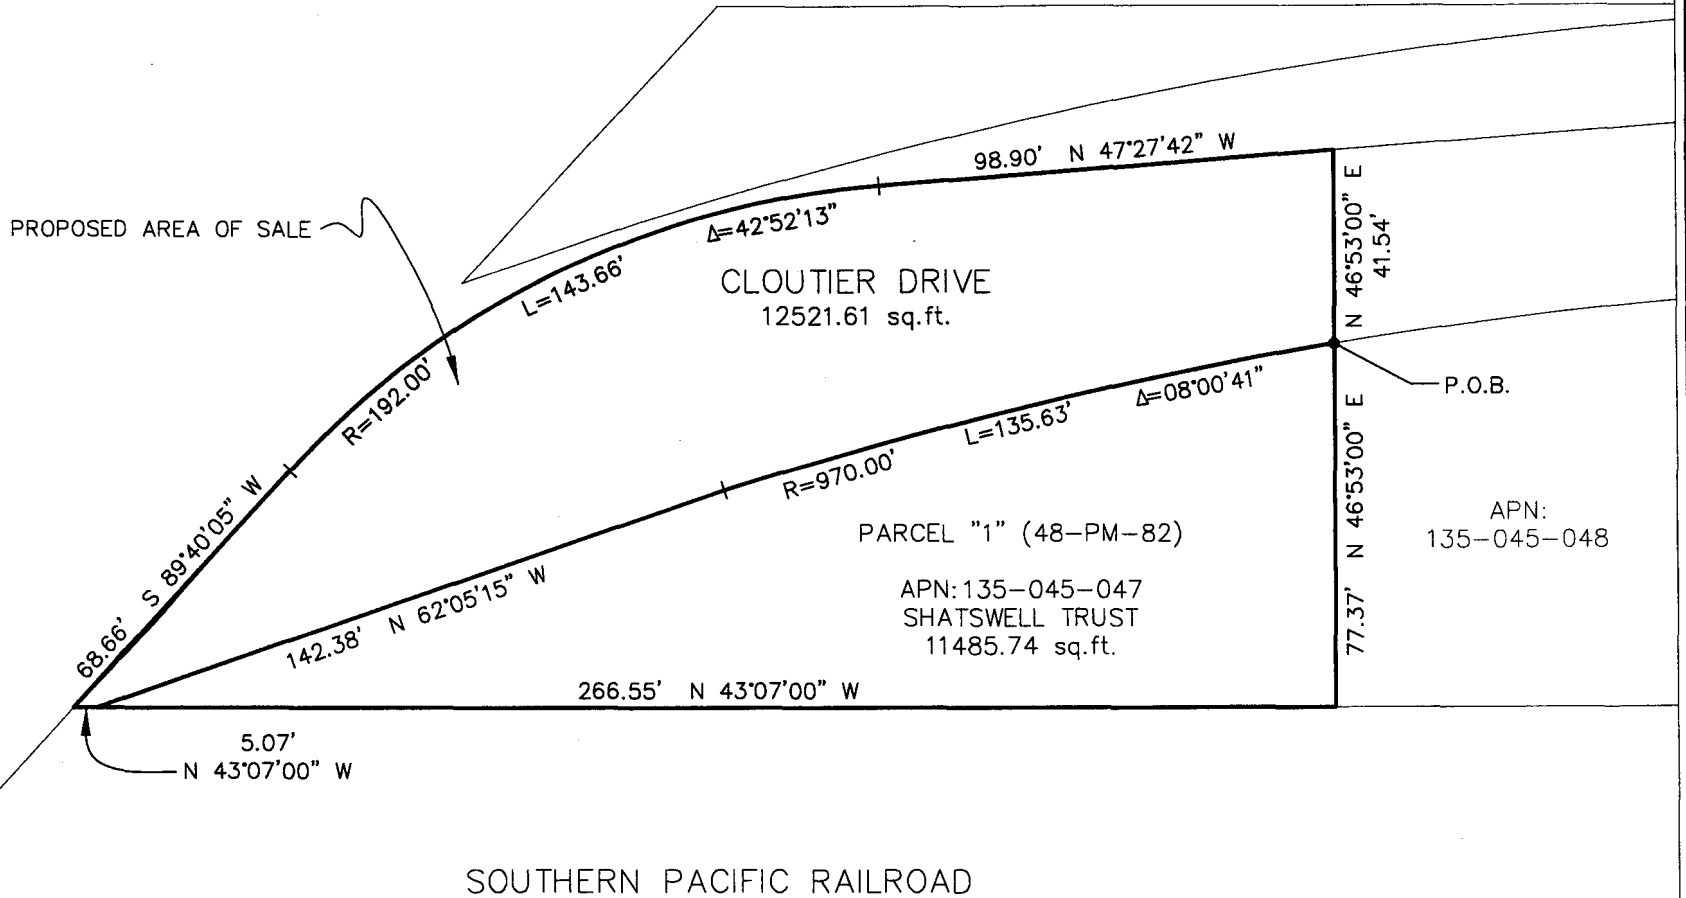 98.90' N 47°27'42" W
PROPOSED AREA OF SALE
Δ=42°52'13"
L=143.66'
R=192.00'
CLOUTIER DRIVE
12521.61 sq.ft.
N 46°53'00" E
41.54'
P.O.B.
Δ=08°00'41"
L=135.63'
R=970.00'
S 89°40'05" W
68.66'
142.38' N 62°05'15" W
PARCEL "1" (48-PM-82)
APN:135-045-047
SHATSWELL TRUST
11485.74 sq.ft.
77.37' N 46°53'00" E
APN:
135-045-048
266.55' N 43°07'00" W
5.07'
N 43°07'00" W
SOUTHERN PACIFIC RAILROAD